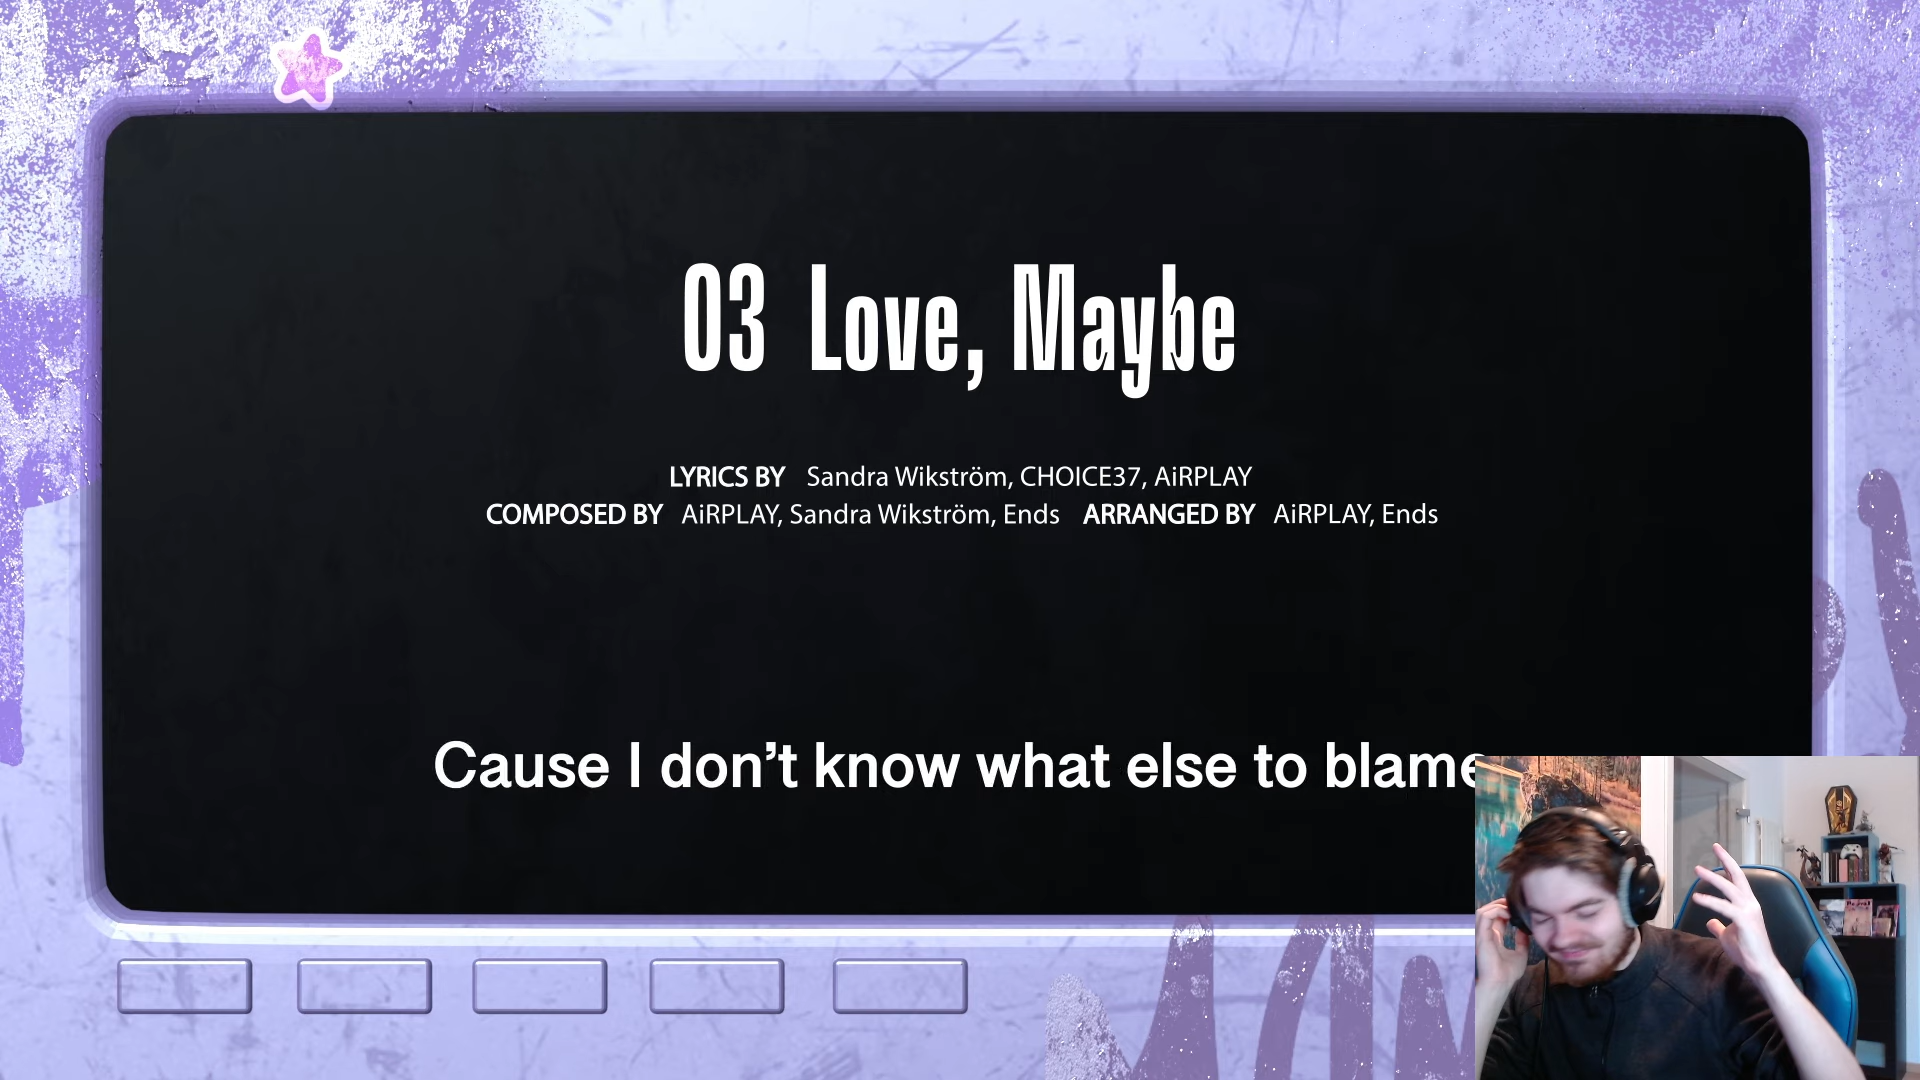 03 Love, Maybe
LYRICS BY Sandra Wikström, CHOICE37, AiRPLAY
COMPOSED BY AiRPLAY, Sandra Wikström, Ends ARRANGED BY AiRPLAY, Ends
Cause I don't know what else to blame